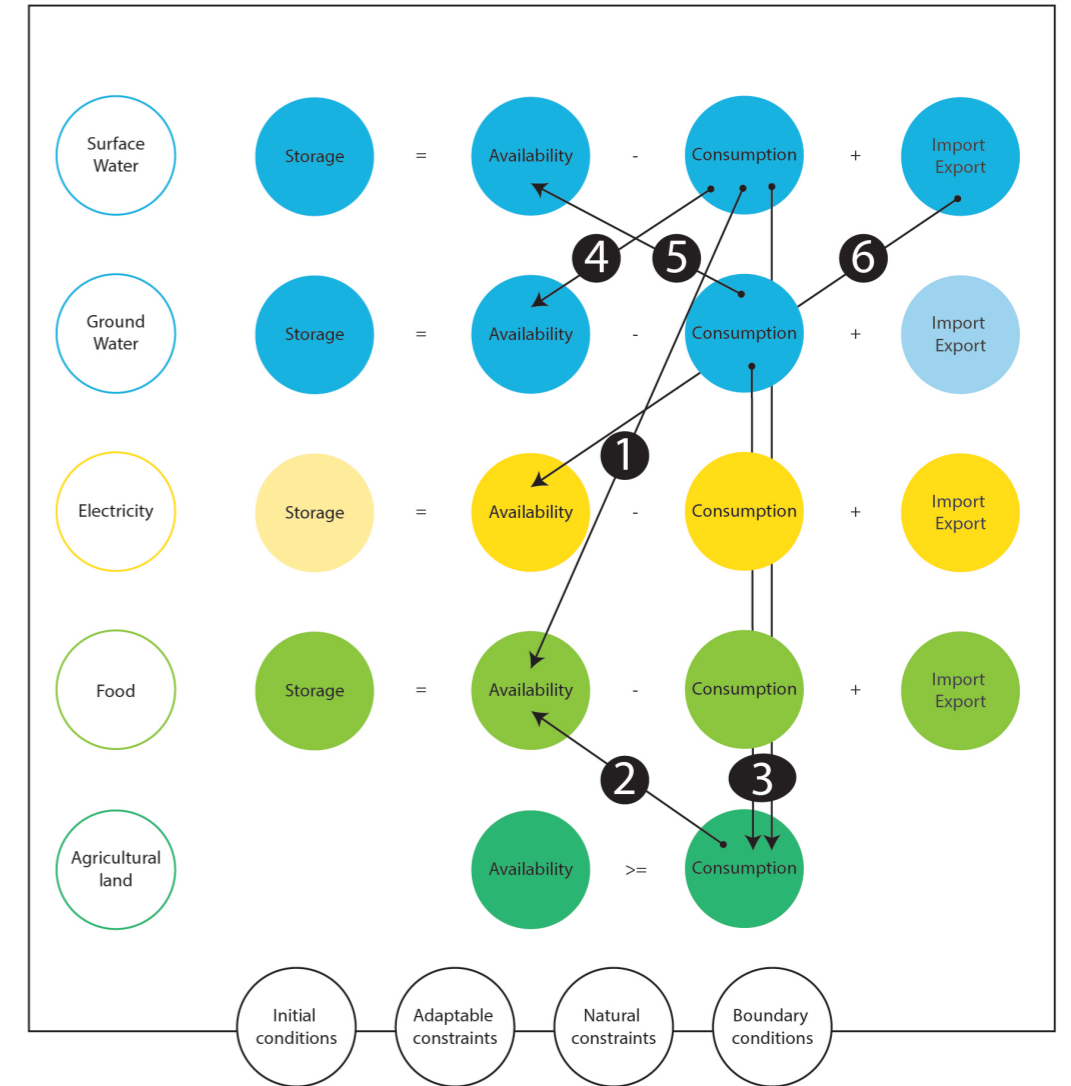 Surface
Water
Storage
=
Availability
-
Consumption
+
Import
Export
4
5
6
Ground
Water
Storage
=
Availability
-
Consumption
+
Import
Export
1
Electricity
Storage
=
Availability
-
Consumption
+
Import
Export
Food
Storage
=
Availability
-
Consumption
+
Import
Export
2
3
Agricultural
land
Availability
>=
Consumption
Initial
conditions
Adaptable
constraints
Natural
constraints
Boundary
conditions